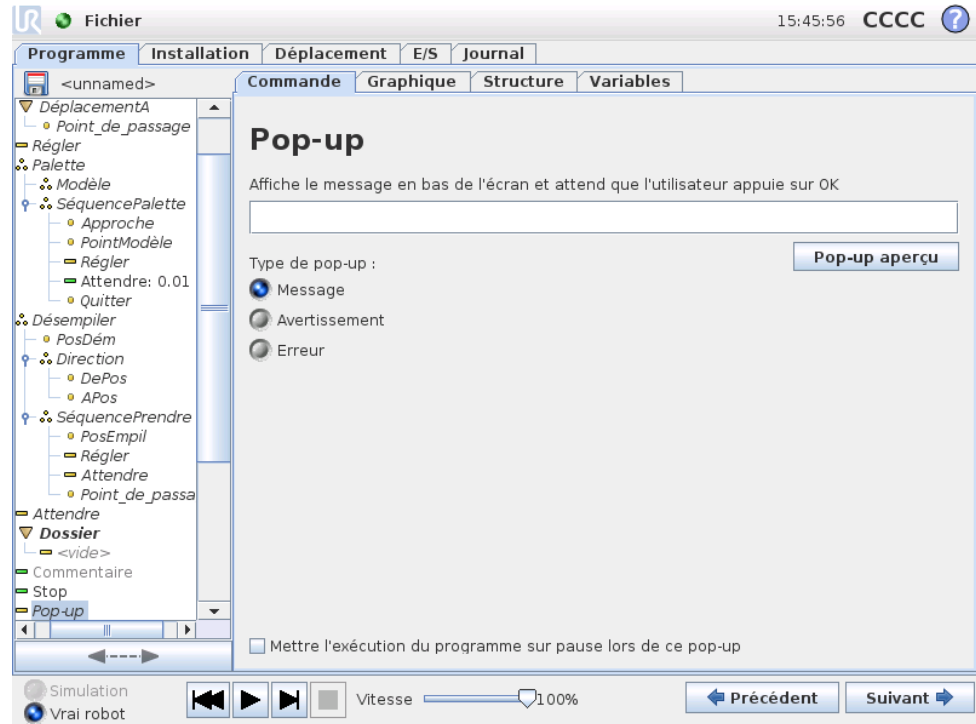 UR Fichier 15:45:56 CCCC ?
Programme Installation Déplacement E/S Journal
<unnamed>
Commande Graphique Structure Variables
DéplacementA
Point_de_passage
Régler
Palette
Modèle
SéquencePalette
Approche
PointModèle
Régler
Attendre: 0.01
Quitter
Désempiler
PosDém
Direction
DePos
APos
SéquencePrendre
PosEmpil
Régler
Attendre
Point_de_passa
Attendre
Dossier
<vide>
Commentaire
Stop
Pop-up
Pop-up
Affiche le message en bas de l'écran et attend que l'utilisateur appuie sur OK
Pop-up aperçu
Type de pop-up :
Message
Avertissement
Erreur
Mettre l'exécution du programme sur pause lors de ce pop-up
Simulation
Vrai robot
Vitesse 100%
Précédent Suivant